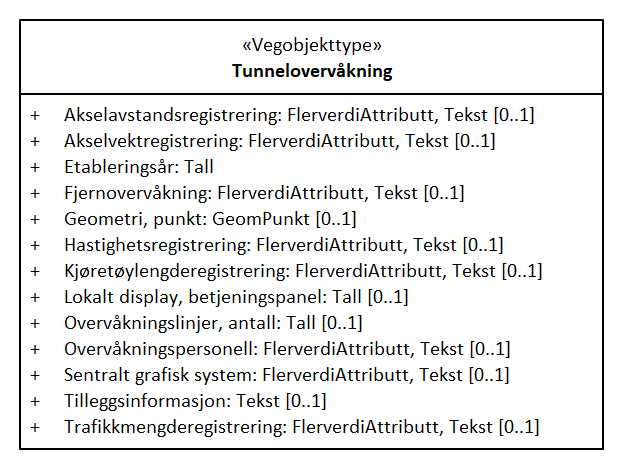 «Vegobjekttype»
Tunnelovervåkning
+ Akselavstandsregistrering: FlerverdiAttributt, Tekst [0..1]
+ Akselvektregistrering: FlerverdiAttributt, Tekst [0..1]
+ Etableringsår: Tall
+ Fjernovervåkning: FlerverdiAttributt, Tekst [0..1]
+ Geometri, punkt: GeomPunkt [0..1]
+ Hastighetsregistrering: FlerverdiAttributt, Tekst [0..1]
+ Kjøretøylengderegistrering: FlerverdiAttributt, Tekst [0..1]
+ Lokalt display, betjeningspanel: Tall [0..1]
+ Overvåkningslinjer, antall: Tall [0..1]
+ Overvåkningspersonell: FlerverdiAttributt, Tekst [0..1]
+ Sentralt grafisk system: FlerverdiAttributt, Tekst [0..1]
+ Tilleggsinformasjon: Tekst [0..1]
+ Trafikkmengderegistrering: FlerverdiAttributt, Tekst [0..1]